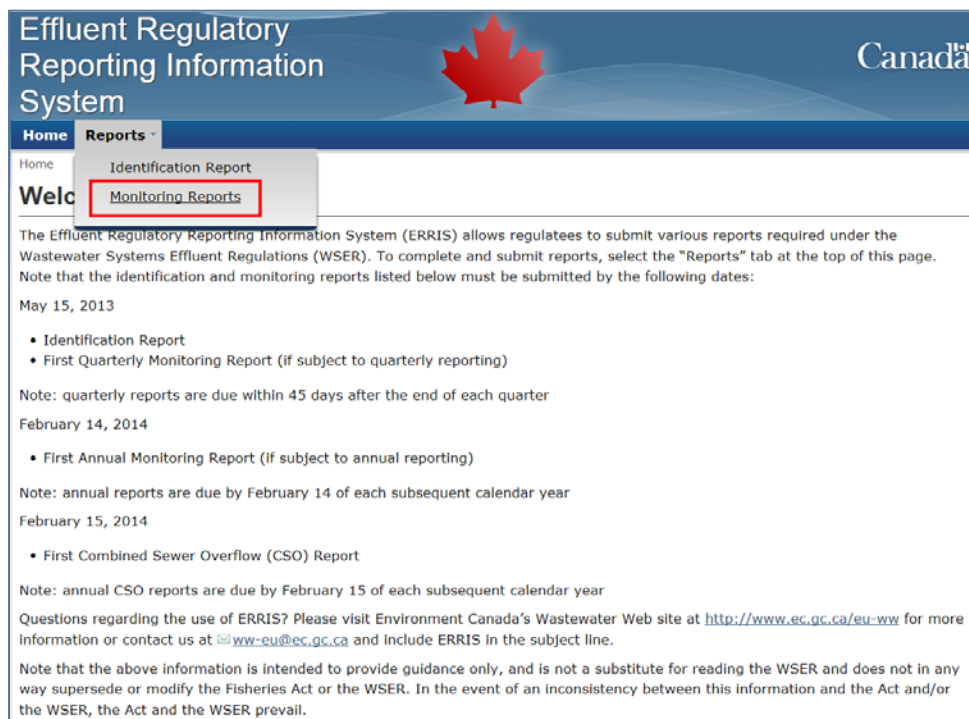 Effluent Regulatory
Reporting Information
System
Canada
Home Reports
Home
Identification Report
Monitoring Reports
Welc
The Effluent Regulatory Reporting Information System (ERRIS) allows regulatees to submit various reports required under the
Wastewater Systems Effluent Regulations (WSER). To complete and submit reports, select the “Reports” tab at the top of this page.
Note that the identification and monitoring reports listed below must be submitted by the following dates:
May 15, 2013
• Identification Report
• First Quarterly Monitoring Report (if subject to quarterly reporting)
Note: quarterly reports are due within 45 days after the end of each quarter
February 14, 2014
• First Annual Monitoring Report (if subject to annual reporting)
Note: annual reports are due by February 14 of each subsequent calendar year
February 15, 2014
• First Combined Sewer Overflow (CSO) Report
Note: annual CSO reports are due by February 15 of each subsequent calendar year
Questions regarding the use of ERRIS? Please visit Environment Canada’s Wastewater Web site at http://www.ec.gc.ca/eu-ww for more
information or contact us at ww-eu@ec.gc.ca and include ERRIS in the subject line.
Note that the above information is intended to provide guidance only, and is not a substitute for reading the WSER and does not in any
way supersede or modify the Fisheries Act or the WSER. In the event of an inconsistency between this information and the Act and/or
the WSER, the Act and the WSER prevail.